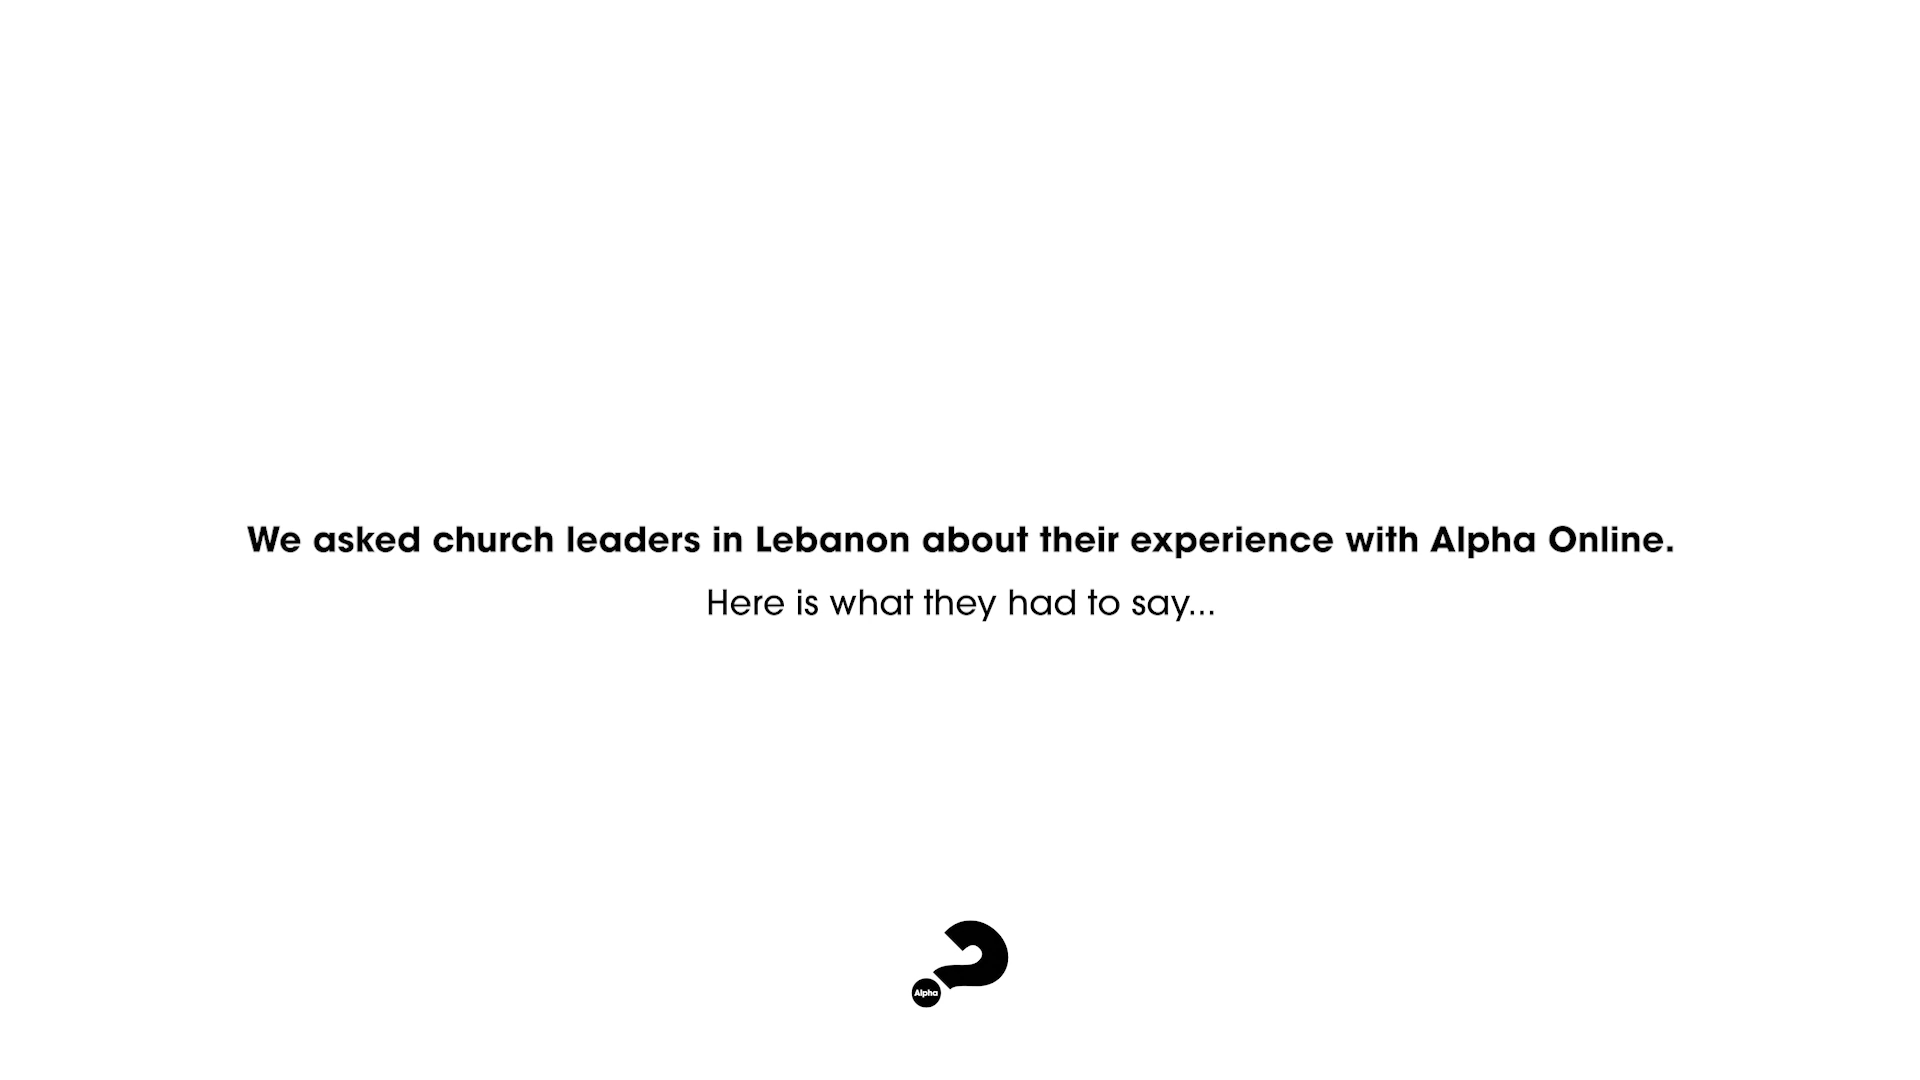 We asked church leaders in Lebanon about their experience with Alpha Online.
Here is what they had to say...
Alpha